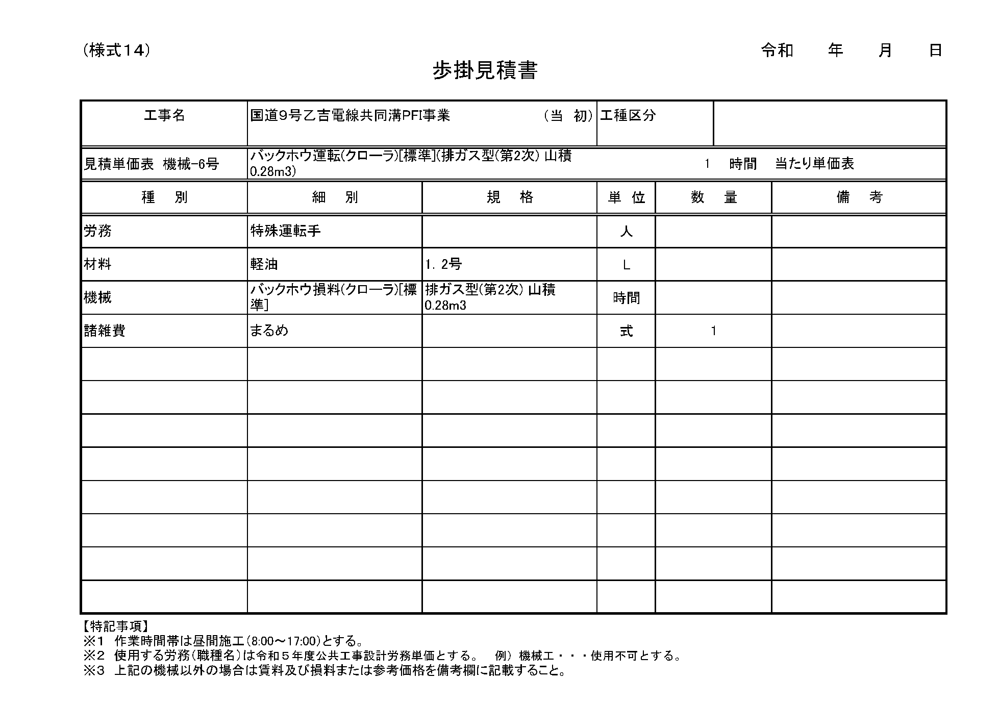 (様式14) 令和 年 月 日
歩掛見積書
工事名 国道9号乙吉電線共同溝PFI事業 (当 初) 工種区分
見積単価表 機械-6号 バックホウ運転(クローラ)[標準](排ガス型(第2次) 山積
0.28m3) 1 時間 当たり単価表
種 別 細 別 規 格 単 位 数 量 備 考
労務 特殊運転手 人
材料 軽油 1．2号 L
機械 バックホウ損料(クローラ)[標
準] 排ガス型(第2次) 山積
0.28m3 時間
諸雑費 まるめ 式 1
【特記事項】
※1 作業時間帯は昼間施工(8:00～17:00)とする。
※2 使用する労務(職種名)は令和５年度公共工事設計労務単価とする。 例）機械工・・・使用不可とする。
※3 上記の機械以外の場合は賃料及び損料または参考価格を備考欄に記載すること。